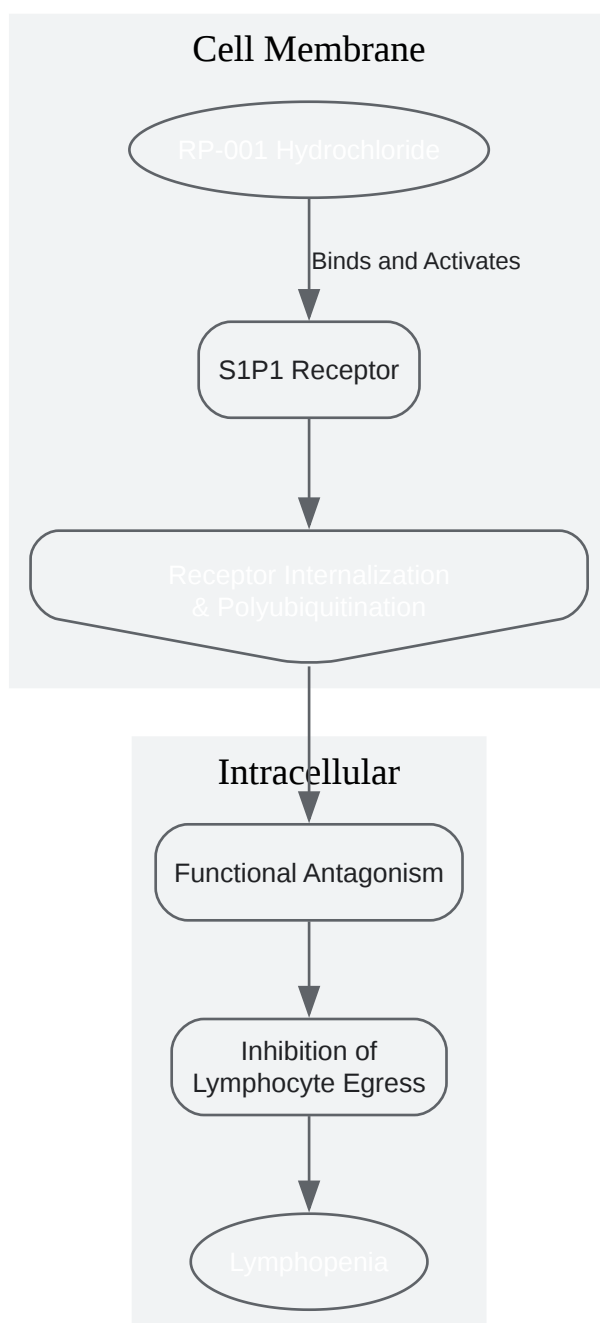 Cell Membrane
RP-001 Hydrochloride
Binds and Activates
S1P1 Receptor
Receptor Internalization
& Polyubiquitination
Intracellular
Functional Antagonism
Inhibition of
Lymphocyte Egress
Lymphopenia